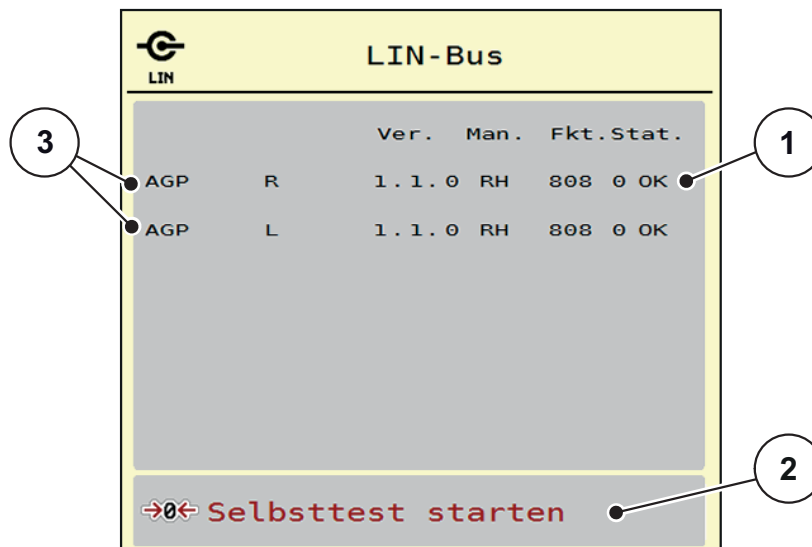 LIN
LIN-Bus
Ver. Man. Fkt. Stat.
AGP R 1.1.0 RH 808 0 OK
AGP L 1.1.0 RH 808 0 OK
→0← Selbsttest starten
3
1
2